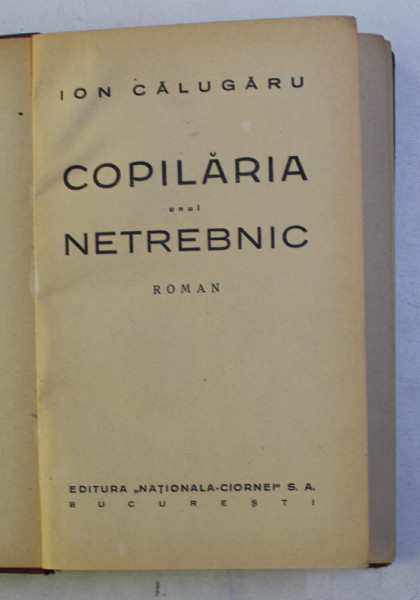 ION CĂLUGĂRU
COPILĂRIA
unui
NETREBNIC
ROMAN
EDITURA „NAȚIONALA-CIORNEI" S. A.
BUCUREȘTI